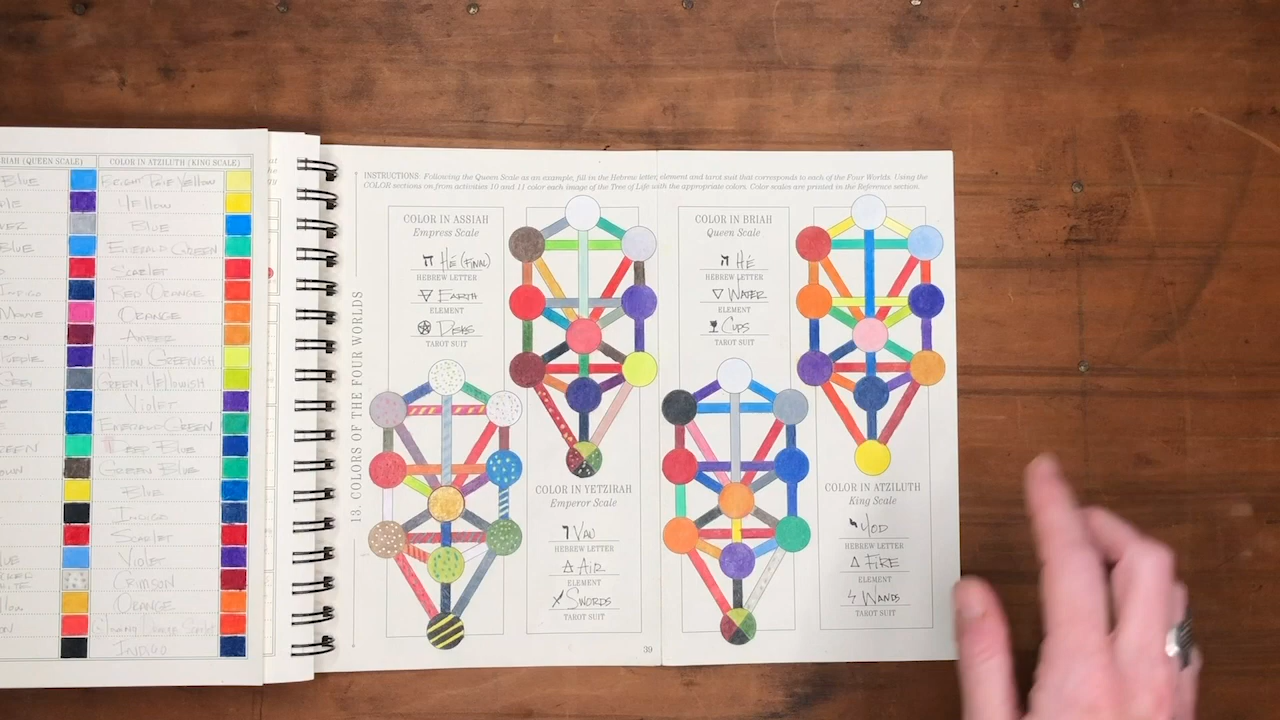 RIAH (QUEEN SCALE) COLOR IN ATZILUTH (KING SCALE)
BLUE YELLOW
YELLOW
BLUE
BLUE EMERALD GREEN
SCARLET
INDIGO RED ORANGE
MAUVE ORANGE
AMBER
YELLOW GREENISH
GREEN, YELLOWISH
VIOLET
EMERALD GREEN
DEEP BLUE
GREEN BLUE
BLUE
INDIGO
SCARLET
VIOLET
CRIMSON
ORANGE
INDIGO
13. COLORS OF THE FOUR WORLDS
INSTRUCTIONS: Following the Queen Scale as an example, fill in the Hebrew letter, element and tarot suit that corresponds to each of the Four Worlds. Using the
COLOR sections on from activities 10 and 11 color each image of the Tree of Life with the appropriate colors. Color scales are printed in the Reference section.
COLOR IN ASSIAH
Empress Scale
HÉ (FINAL)
HEBREW LETTER
EARTH
ELEMENT
DISKS
TAROT SUIT
COLOR IN YETZIRAH
Emperor Scale
VAU
HEBREW LETTER
AIR
ELEMENT
SWORDS
TAROT SUIT
COLOR IN BRIAH
Queen Scale
HÉ
HEBREW LETTER
WATER
ELEMENT
CUPS
TAROT SUIT
COLOR IN ATZILUTH
King Scale
YOD
HEBREW LETTER
FIRE
ELEMENT
WANDS
TAROT SUIT
39